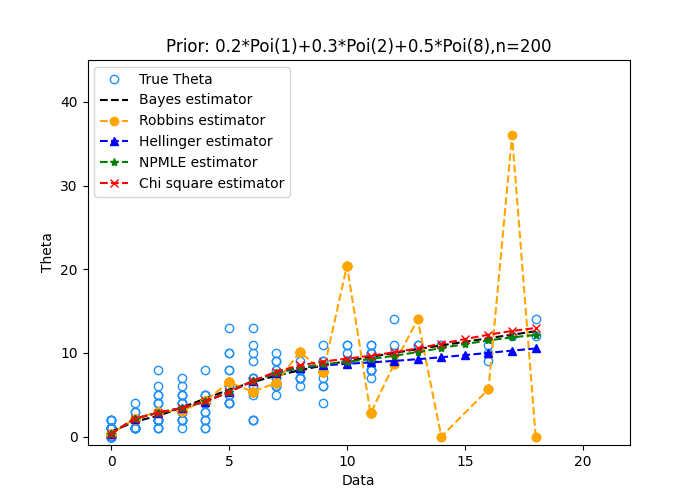 Prior: 0.2*Poi(1)+0.3*Poi(2)+0.5*Poi(8),n=200
True Theta
Bayes estimator
Robbins estimator
Hellinger estimator
NPMLE estimator
Chi square estimator
Theta
40
30
20
10
0
0 5 10 15 20
Data